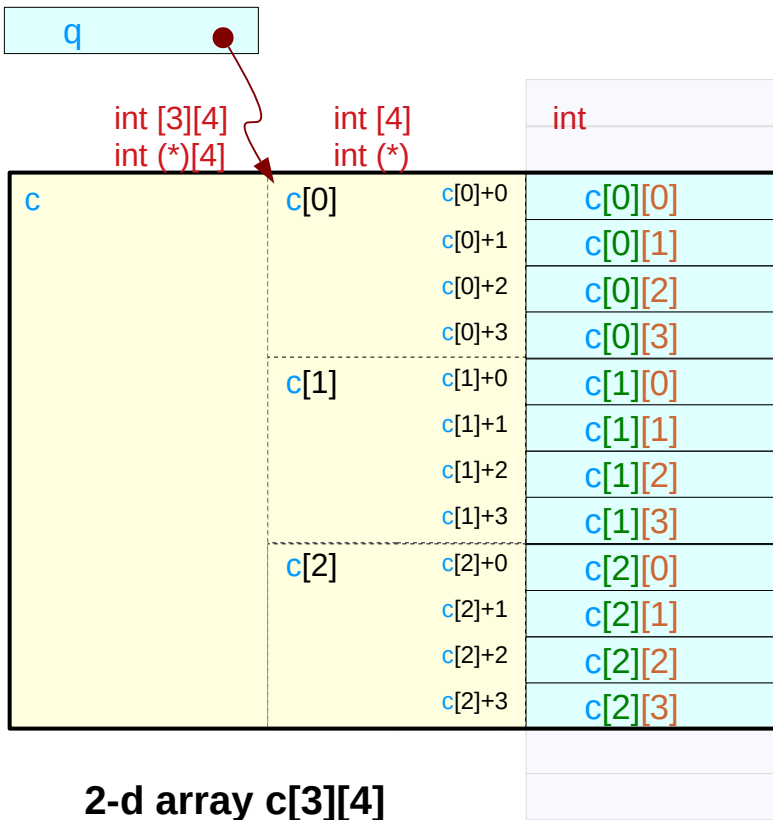 q
int [3][4] int [4] int
int (*)[4] int (*)
c c[0] c[0]+0 c[0][0]
c[0]+1 c[0][1]
c[0]+2 c[0][2]
c[0]+3 c[0][3]
c[1] c[1]+0 c[1][0]
c[1]+1 c[1][1]
c[1]+2 c[1][2]
c[1]+3 c[1][3]
c[2] c[2]+0 c[2][0]
c[2]+1 c[2][1]
c[2]+2 c[2][2]
c[2]+3 c[2][3]
2-d array c[3][4]